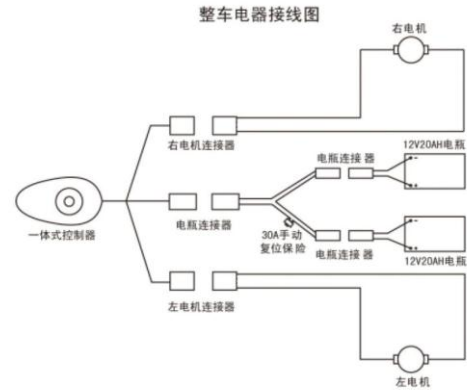 整车电器接线图
右电机
右电机连接器
12V20AH电瓶
电瓶连接器
一体式控制器
电瓶连接器
30A手动
复位保险
电瓶连接器
12V20AH电瓶
左电机连接器
左电机